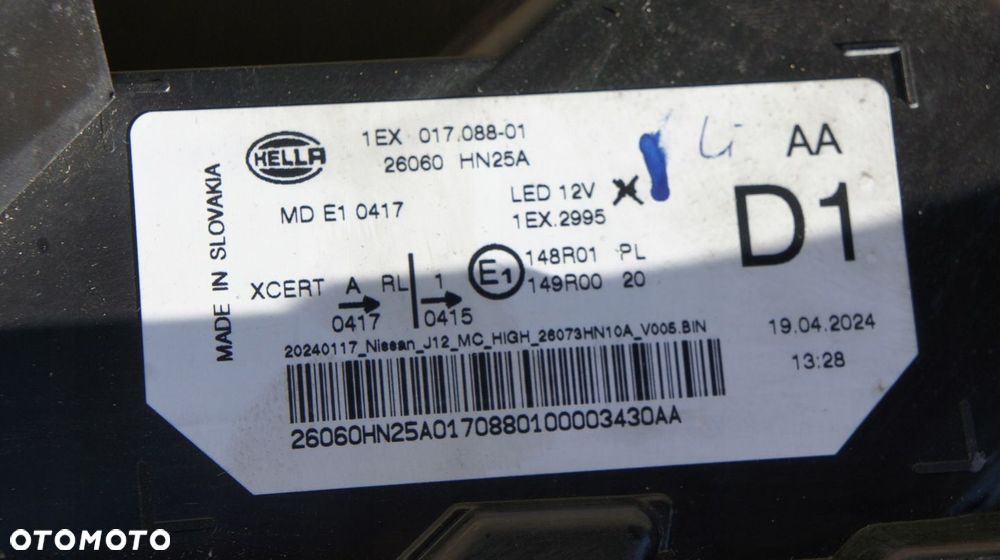 MADE IN SLOVAKIA
HELLA
1EX 017.088-01
26060 HN25A
Li
AA
MD E1 0417
LED 12V X
1EX.2995
D1
XCERT A RL 1
0417 0415
E1
148R01 PL
149R00 20
20240117_Nissan_J12_MC_HIGH_26073HN10A_V005.BIN
19.04.2024
13:28
26060HN25A0170880100003430AA
OTOMOTO